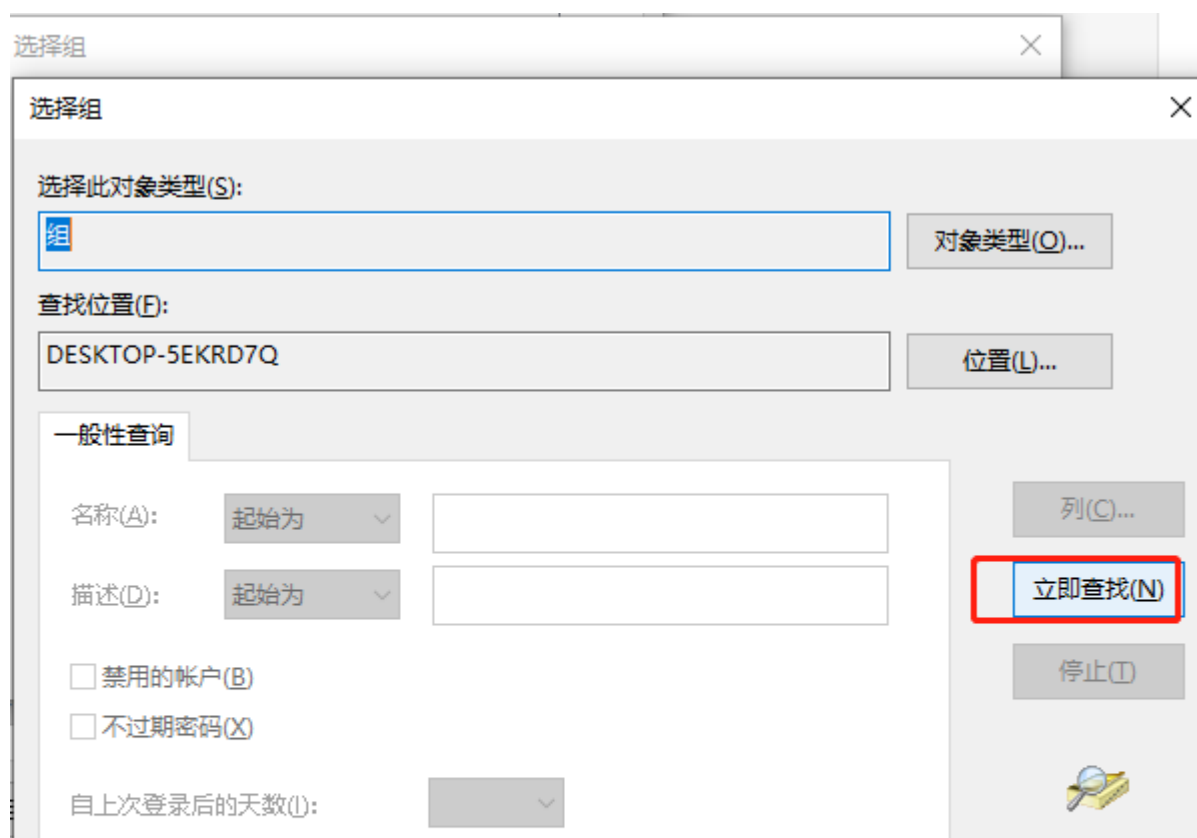 选择组
选择组
选择此对象类型(S):
组
对象类型(O)...
查找位置(F):
DESKTOP-5EKRD7Q
位置(L)...
一般性查询
名称(A):
起始为
列(C)...
描述(D):
起始为
立即查找(N)
停止(T)
禁用的帐户(B)
不过期密码(X)
自上次登录后的天数(I):